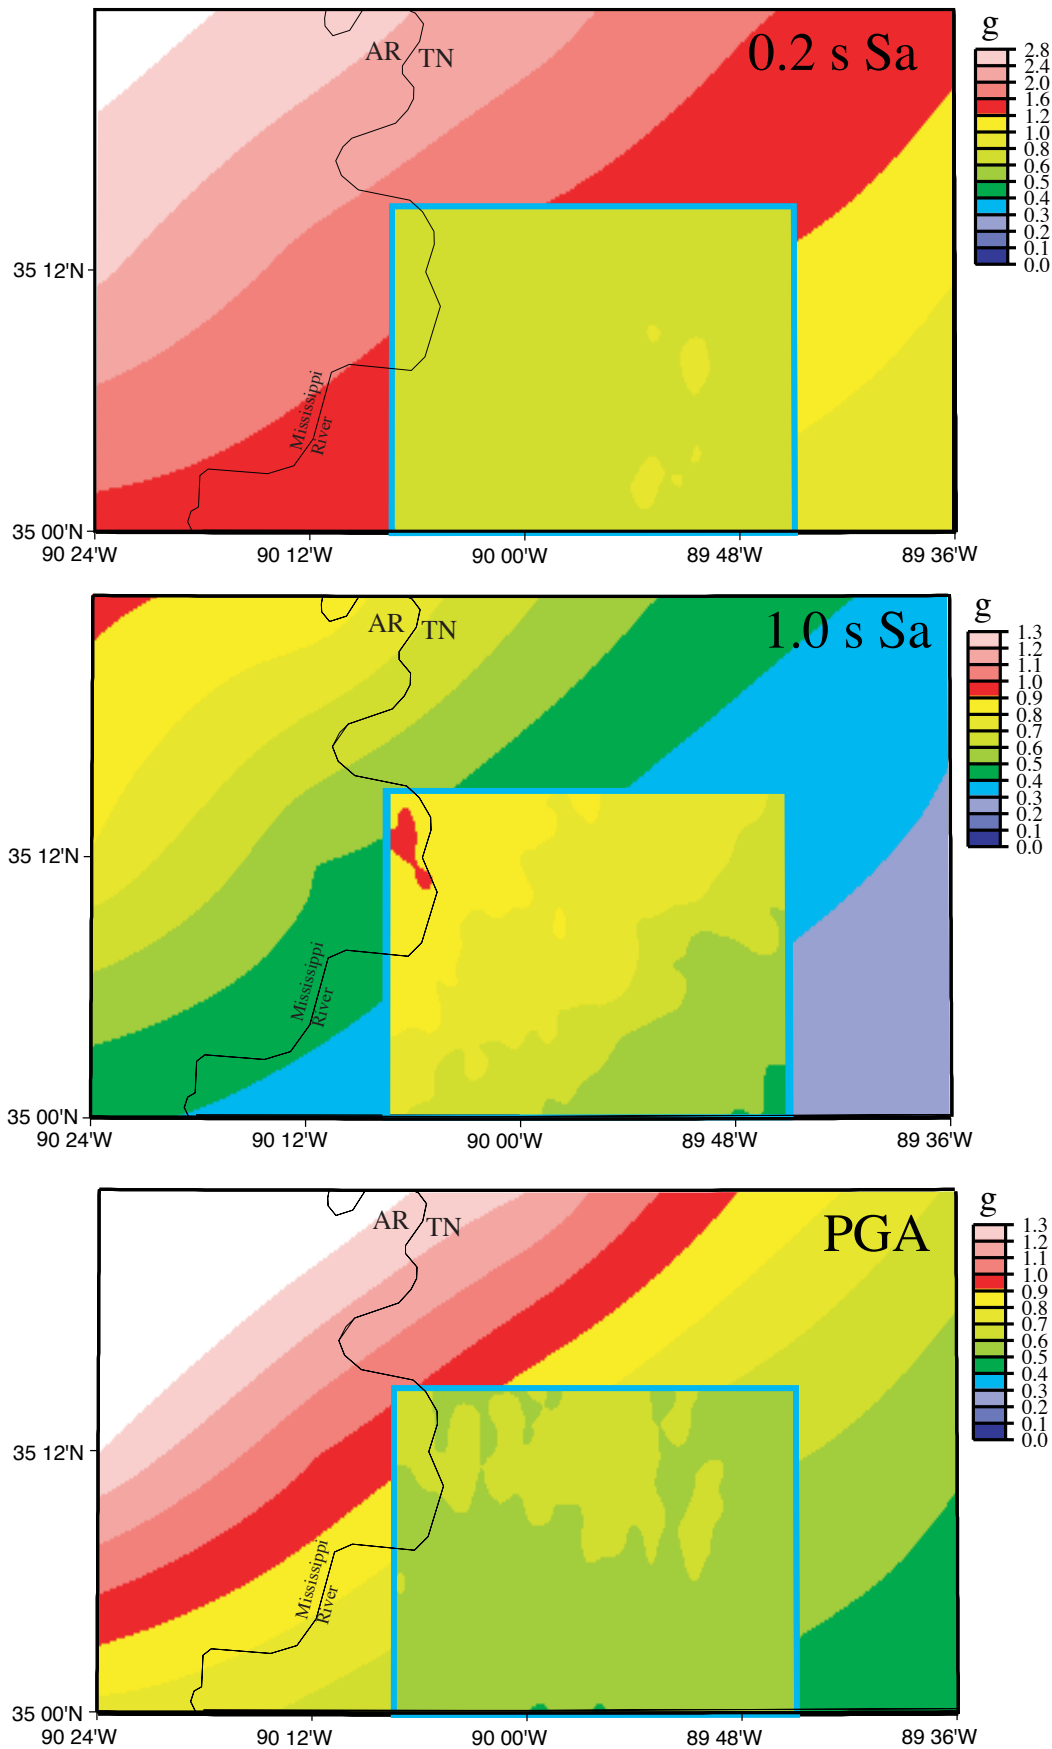 0.2 s Sa
g
AR TN
2.8
2.4
2.0
1.6
1.2
1.0
0.8
0.6
0.5
0.4
0.3
0.2
0.1
0.0
35 12'N
Mississippi
River
35 00'N
90 24'W 90 12'W 90 00'W 89 48'W 89 36'W
1.0 s Sa
g
AR TN
1.3
1.2
1.1
1.0
0.9
0.8
0.7
0.6
0.5
0.4
0.3
0.2
0.1
0.0
35 12'N
Mississippi
River
35 00'N
90 24'W 90 12'W 90 00'W 89 48'W 89 36'W
PGA
g
AR TN
1.3
1.2
1.1
1.0
0.9
0.8
0.7
0.6
0.5
0.4
0.3
0.2
0.1
0.0
35 12'N
Mississippi
River
35 00'N
90 24'W 90 12'W 90 00'W 89 48'W 89 36'W